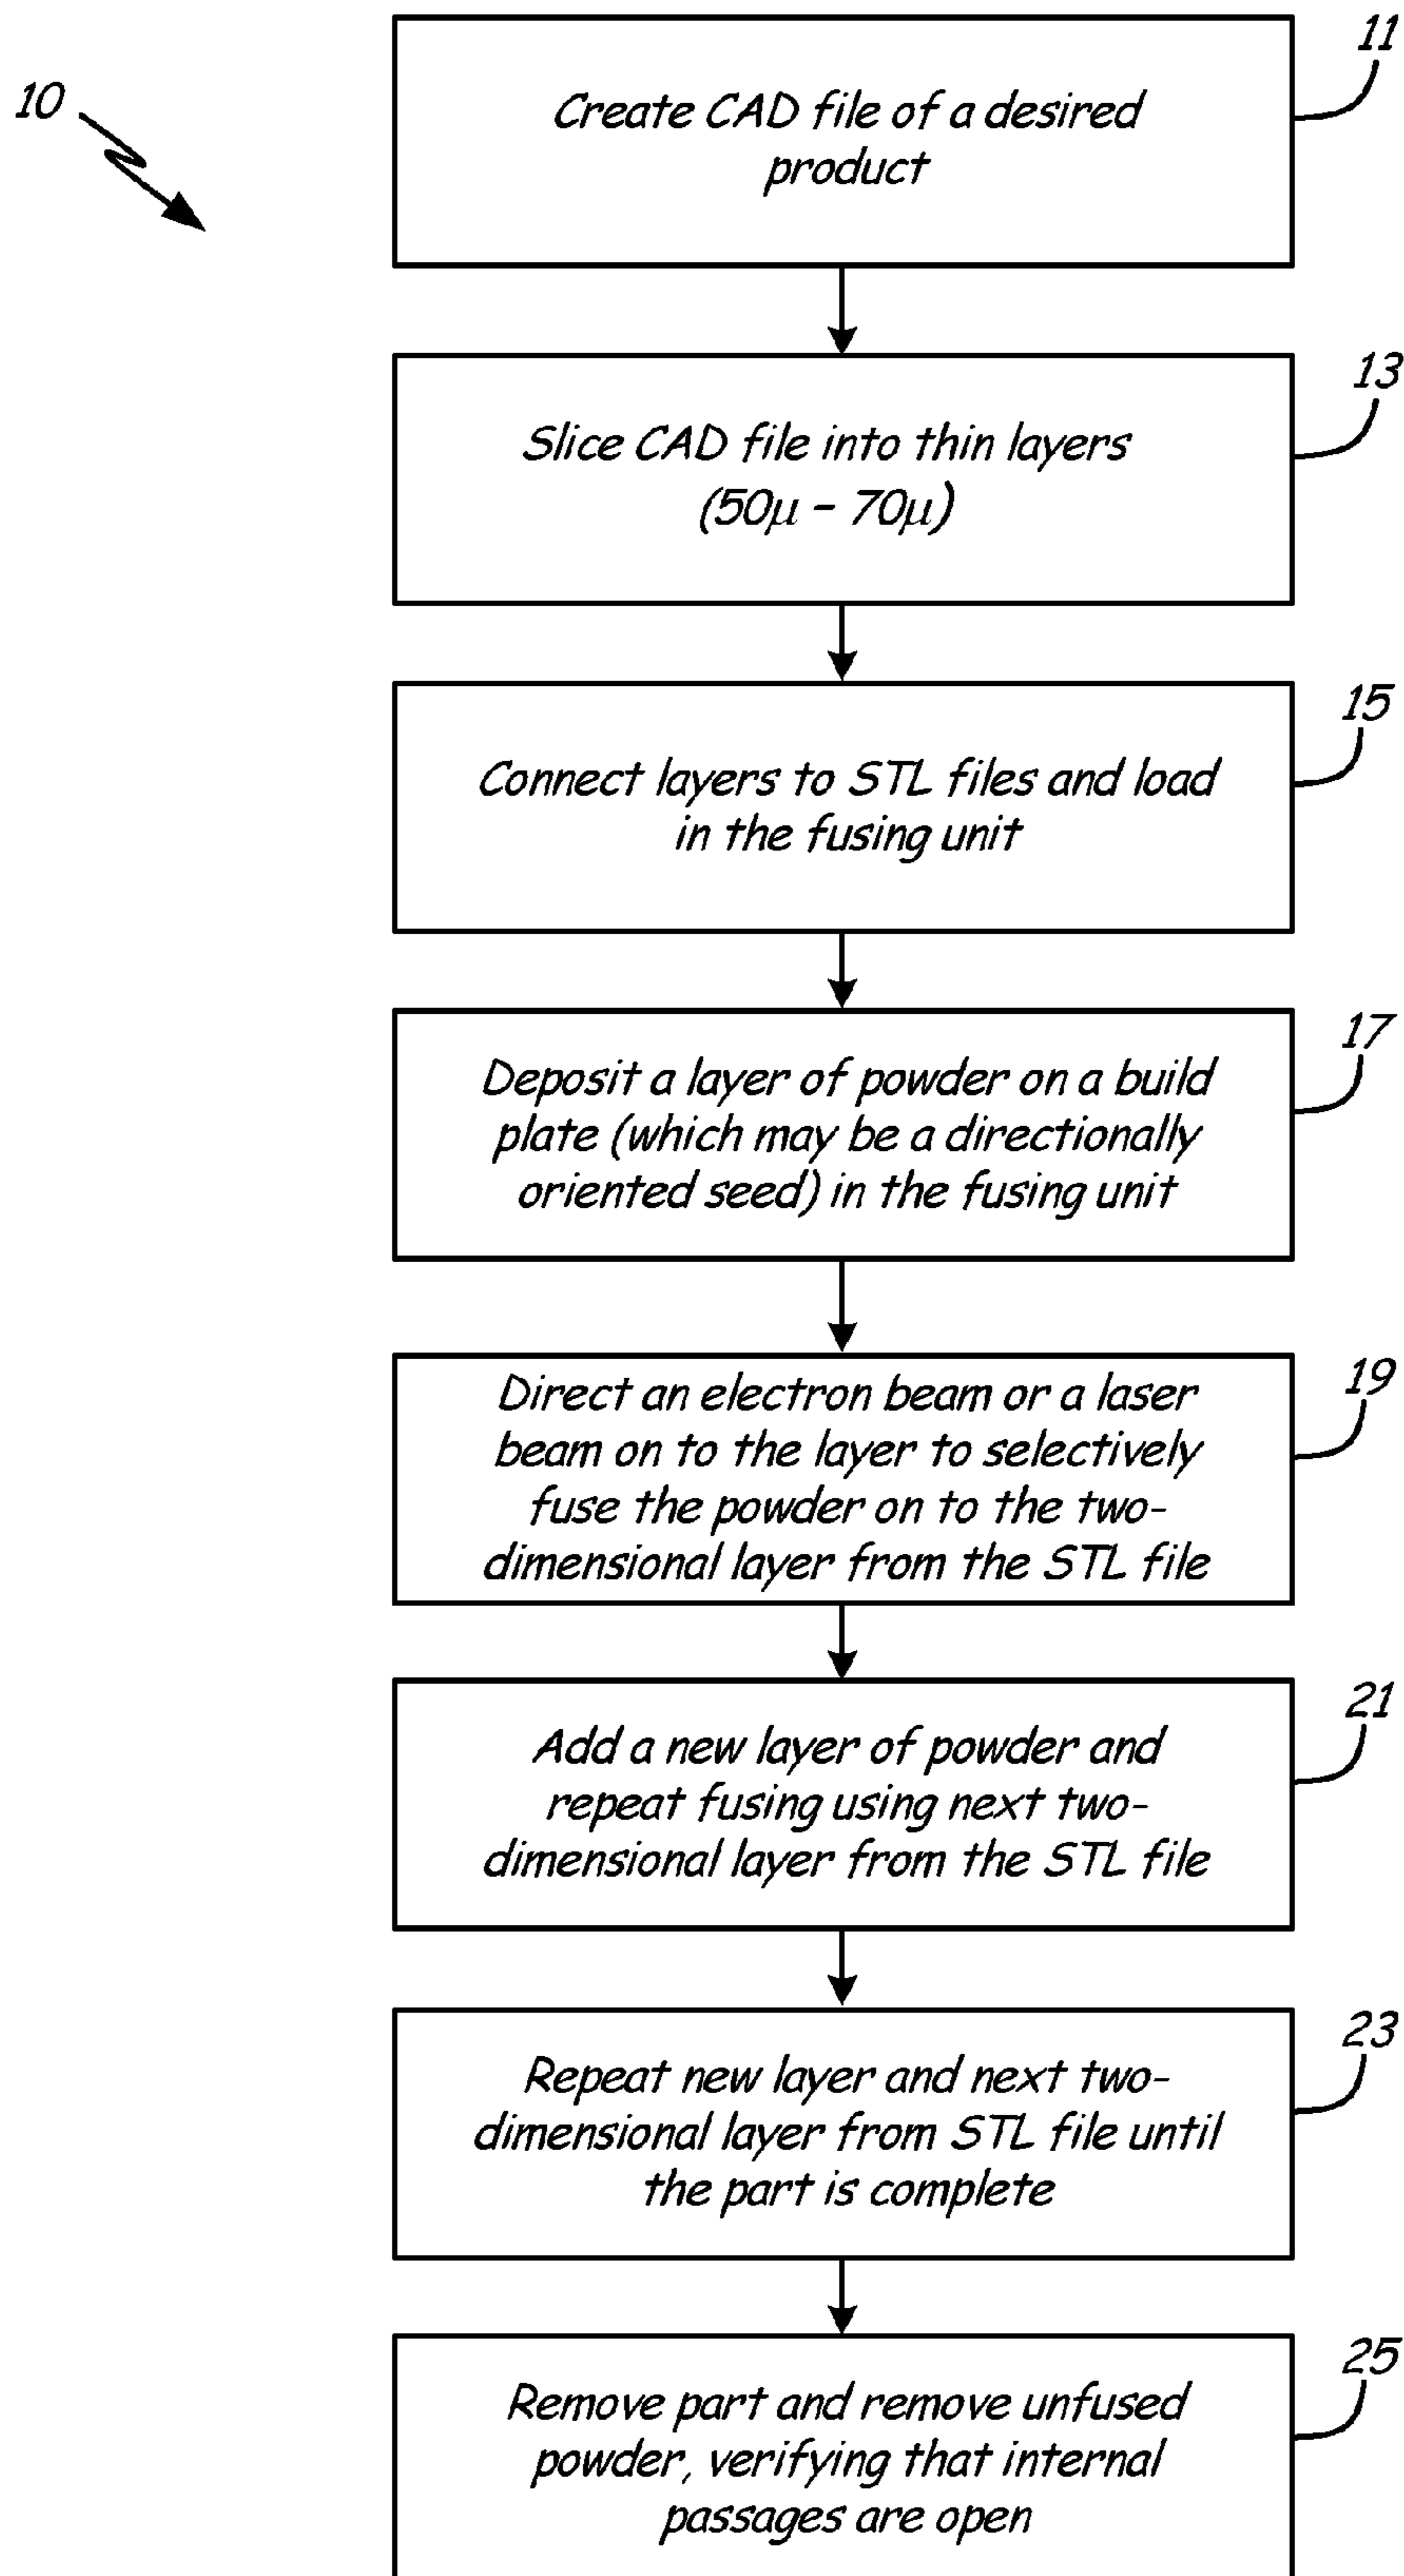 10
11
Create CAD file of a desired
product
13
Slice CAD file into thin layers
(50μ - 70μ)
15
Connect layers to STL files and load
in the fusing unit
17
Deposit a layer of powder on a build
plate (which may be a directionally
oriented seed) in the fusing unit
19
Direct an electron beam or a laser
beam on to the layer to selectively
fuse the powder on to the two-
dimensional layer from the STL file
21
Add a new layer of powder and
repeat fusing using next two-
dimensional layer from the STL file
23
Repeat new layer and next two-
dimensional layer from STL file until
the part is complete
25
Remove part and remove unfused
powder, verifying that internal
passages are open